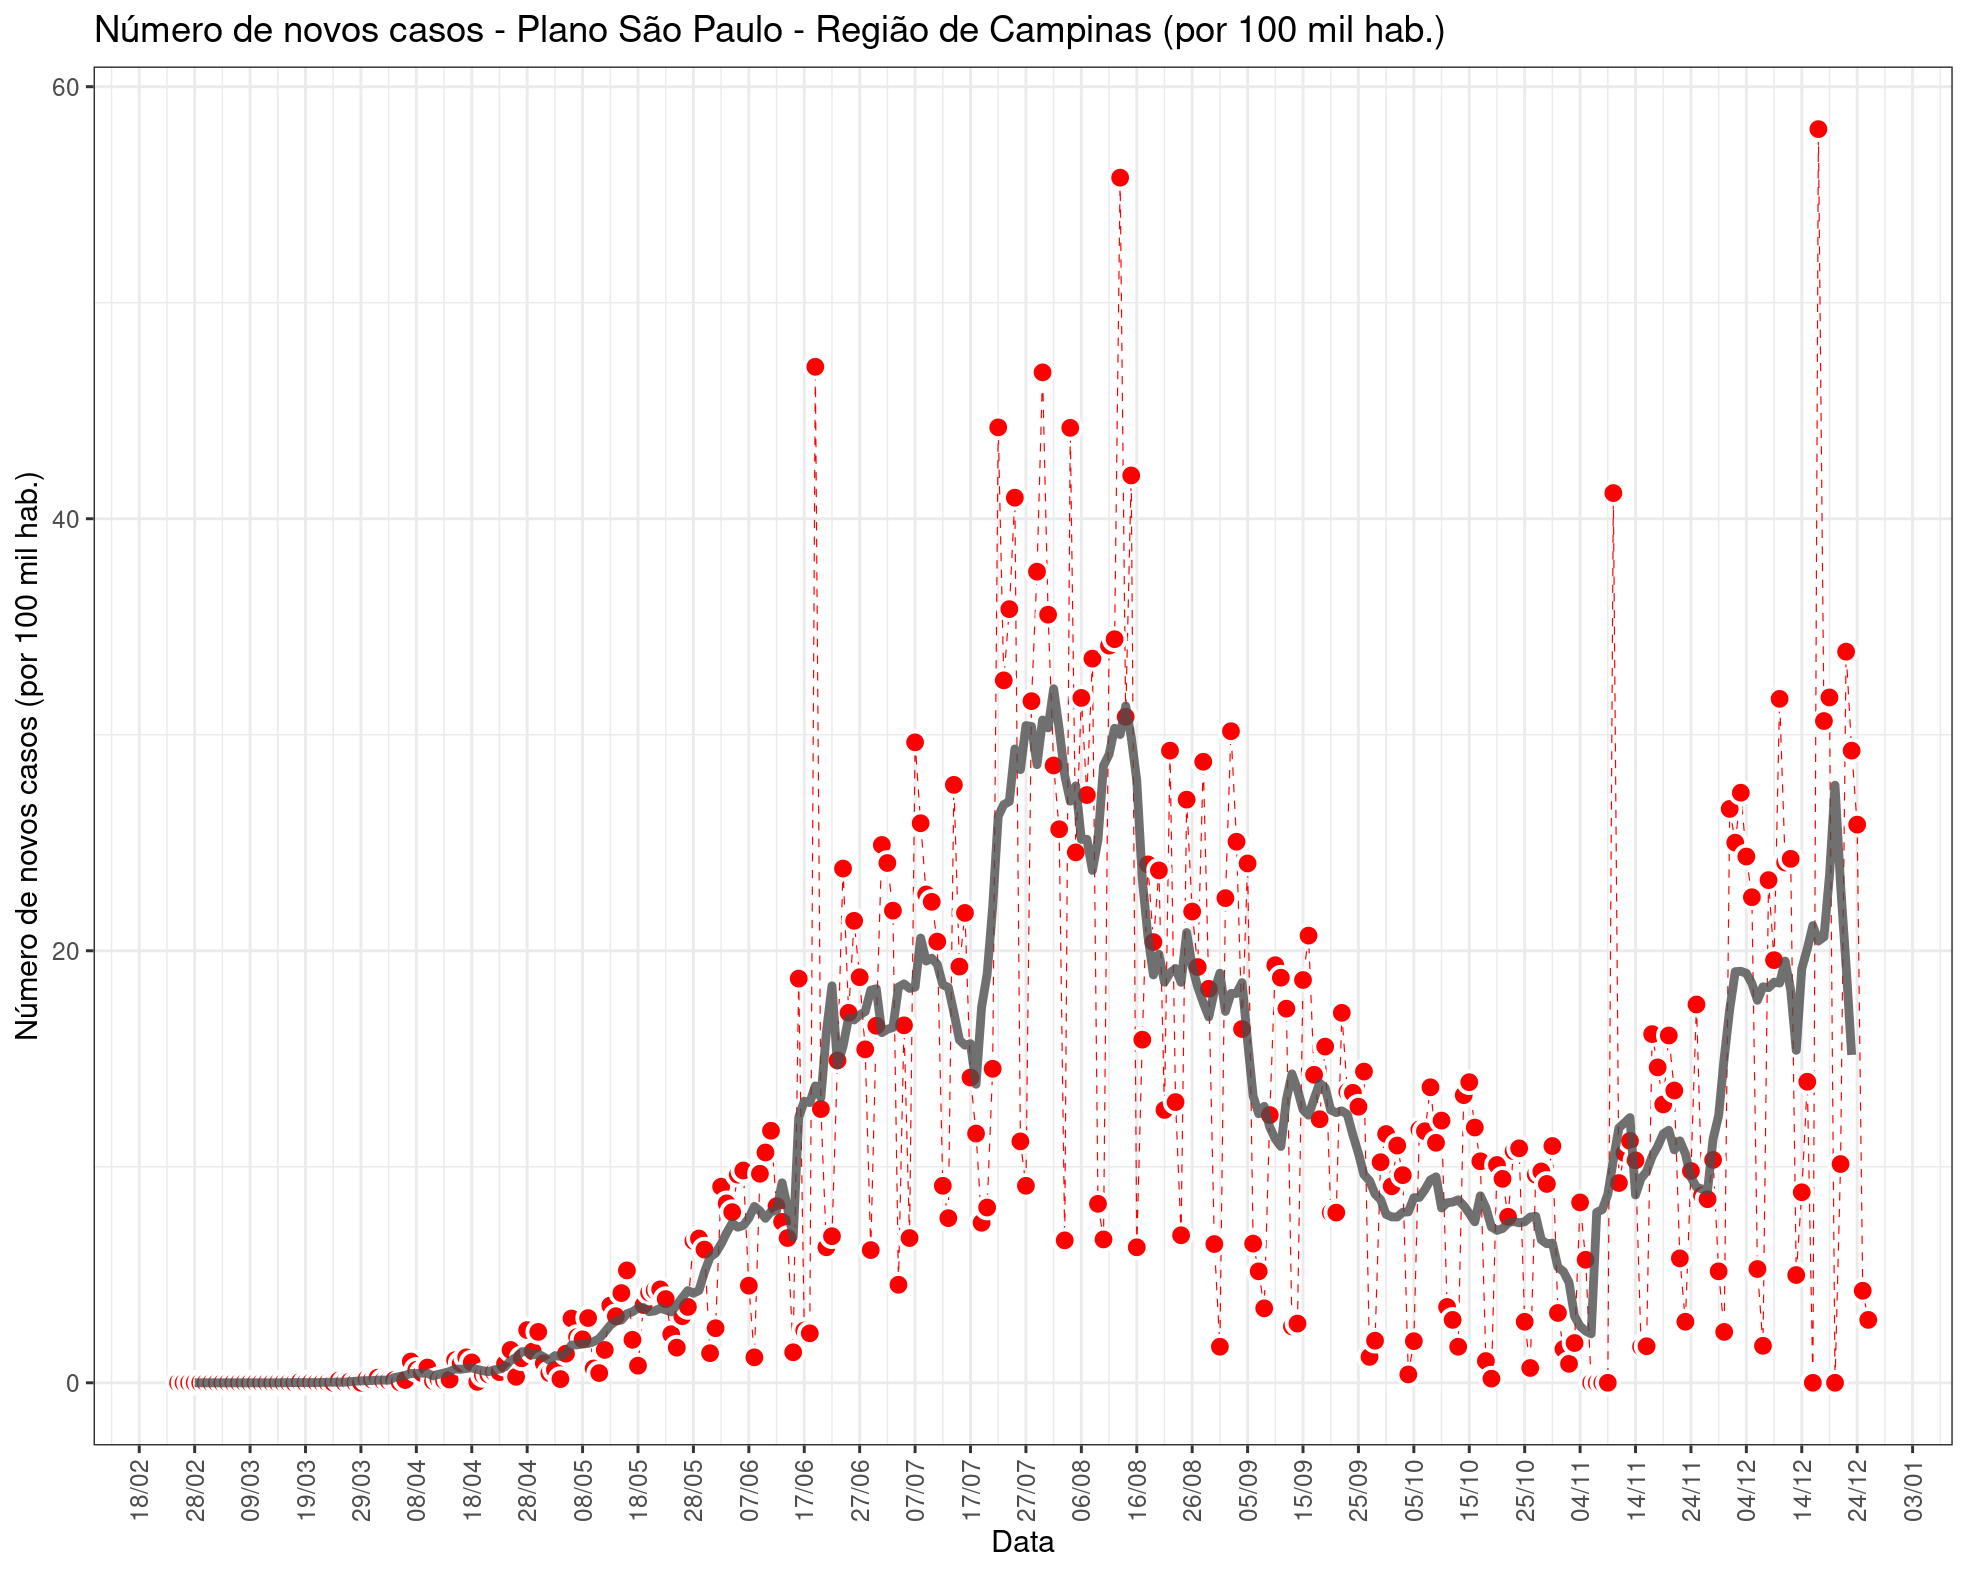 Número de novos casos - Plano São Paulo - Região de Campinas (por 100 mil hab.)
Número de novos casos (por 100 mil hab.)
60
40
20
0
18/02 28/02 09/03 19/03 29/03 08/04 18/04 28/04 08/05 18/05 28/05 07/06 17/06 27/06 07/07 17/07 27/07 06/08 16/08 26/08 05/09 15/09 25/09 05/10 15/10 25/10 04/11 14/11 24/11 04/12 14/12 24/12 03/01
Data